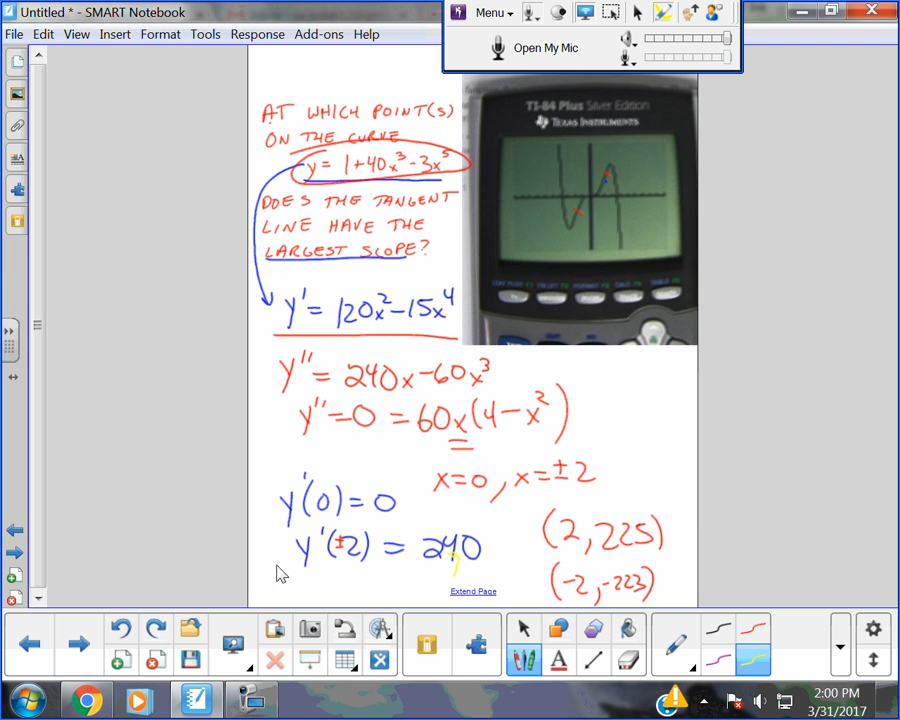 Untitled * - SMART Notebook
File Edit View Insert Format Tools Response Add-ons Help
Menu
Open My Mic
AT WHICH POINT(S)
ON THE CURVE
y = 1+40x³-3x⁵
DOES THE TANGENT
LINE HAVE THE
LARGEST SLOPE?
y' = 120x²-15x⁴
y'' = 240x-60x³
y''=0 = 60x(4-x²)
x=0, x=±2
y'(0)=0
y'(±2) = 240
(2,225)
(-2,-223)
TI-84 Plus Silver Edition
TEXAS INSTRUMENTS
Extend Page
2:00 PM
3/31/2017